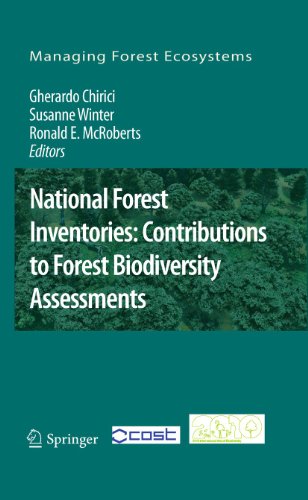 Managing Forest Ecosystems
Gherardo Chirici
Susanne Winter
Ronald E. McRoberts
Editors
National Forest
Inventories: Contributions
to Forest Biodiversity
Assessments
Springer
cost
2010